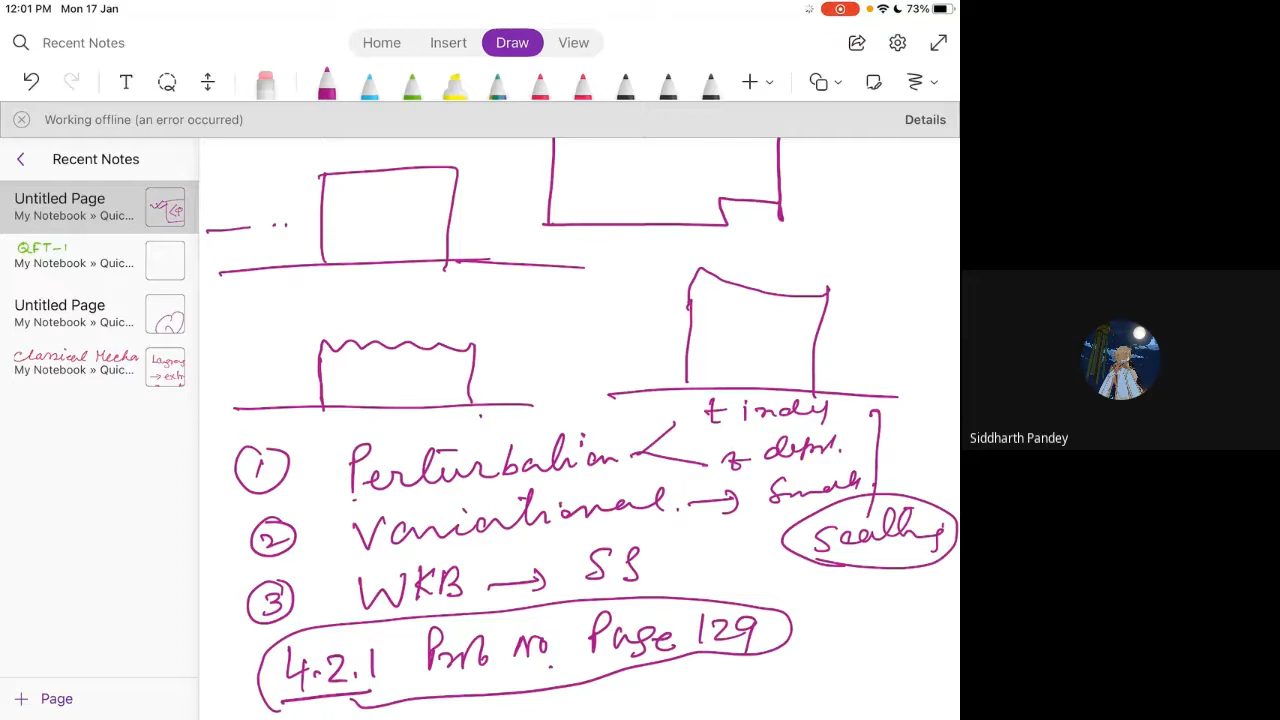 12:01 PM Mon 17 Jan
73%
Recent Notes
Home Insert Draw View
Working offline (an error occurred)
Details
Recent Notes
Untitled Page
My Notebook » Quic...
QFT-1
My Notebook » Quic...
Untitled Page
My Notebook » Quic...
Classical Mecha
My Notebook » Quic...
Page
① Perturbation
t indp
t dept.
② Variational. →
③ WKB → SS
4.2.1 Prob no. Page 129
Siddharth Pandey